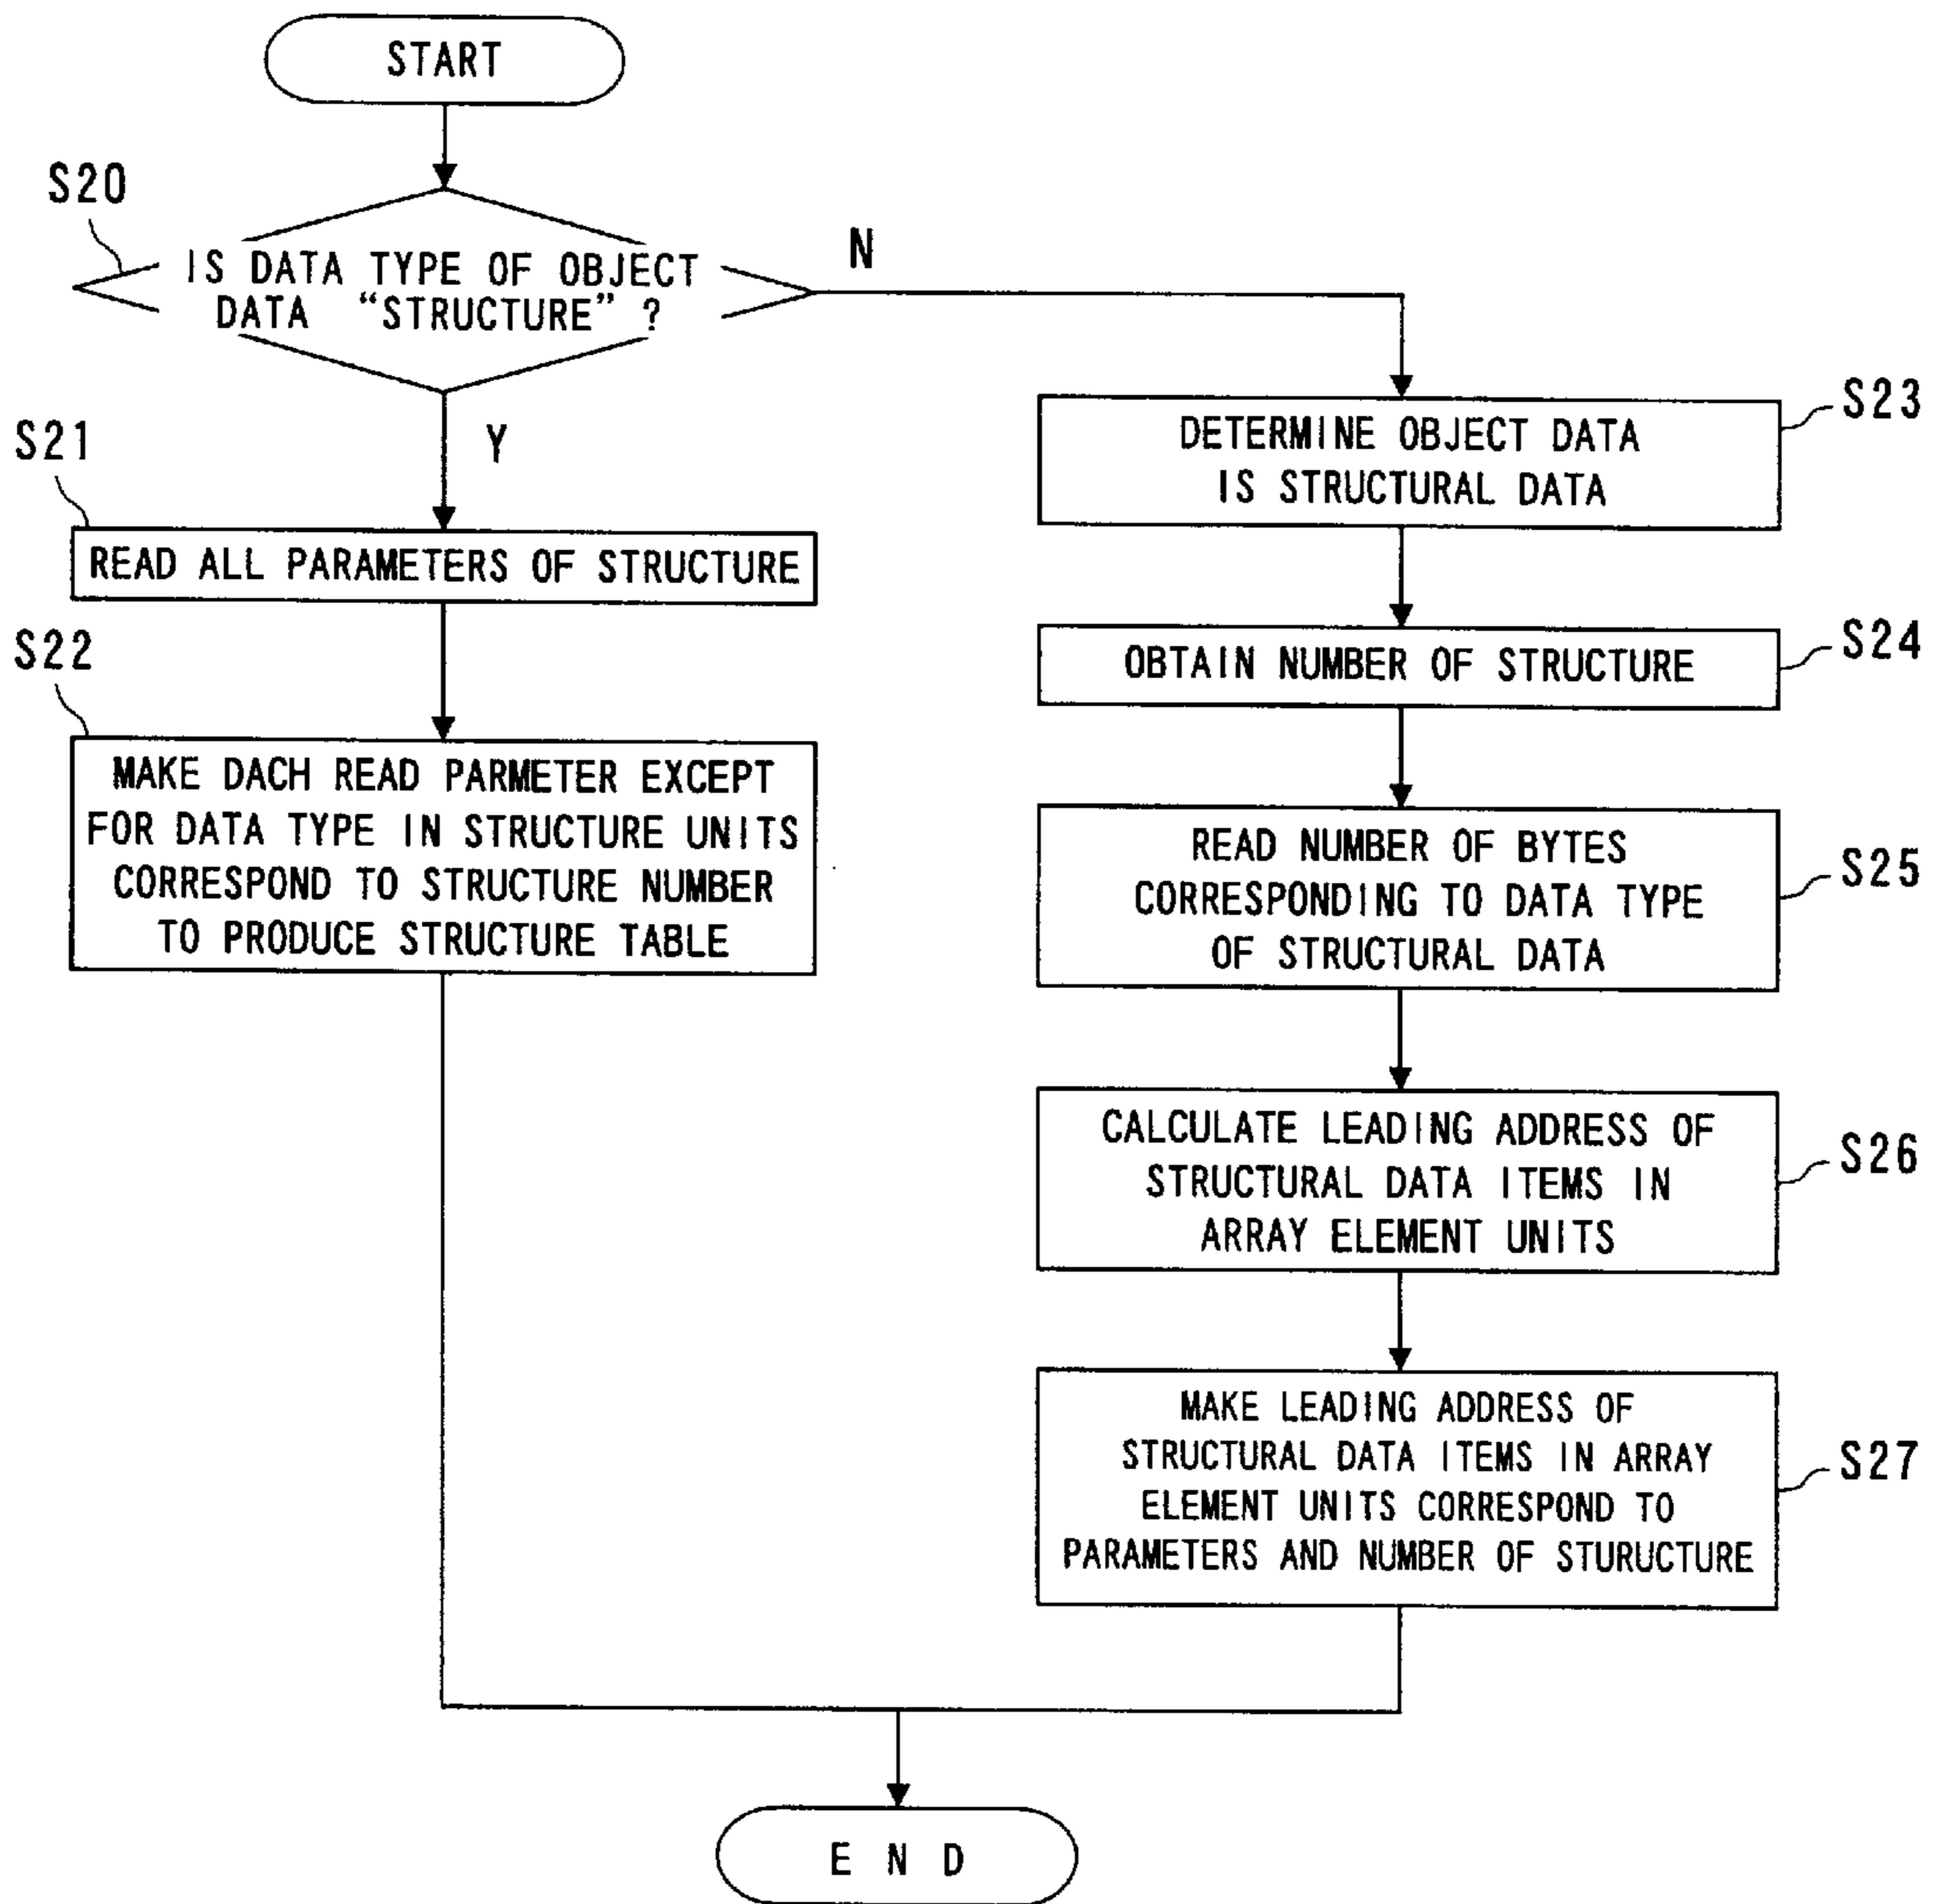 START
S20
IS DATA TYPE OF OBJECT
DATA "STRUCTURE" ?
N
Y
S21
READ ALL PARAMETERS OF STRUCTURE
S22
MAKE DACH READ PARMETER EXCEPT
FOR DATA TYPE IN STRUCTURE UNITS
CORRESPOND TO STRUCTURE NUMBER
TO PRODUCE STRUCTURE TABLE
S23
DETERMINE OBJECT DATA
IS STRUCTURAL DATA
S24
OBTAIN NUMBER OF STRUCTURE
S25
READ NUMBER OF BYTES
CORRESPONDING TO DATA TYPE
OF STRUCTURAL DATA
S26
CALCULATE LEADING ADDRESS OF
STRUCTURAL DATA ITEMS IN
ARRAY ELEMENT UNITS
S27
MAKE LEADING ADDRESS OF
STRUCTURAL DATA ITEMS IN ARRAY
ELEMENT UNITS CORRESPOND TO
PARAMETERS AND NUMBER OF STURUCTURE
E N D